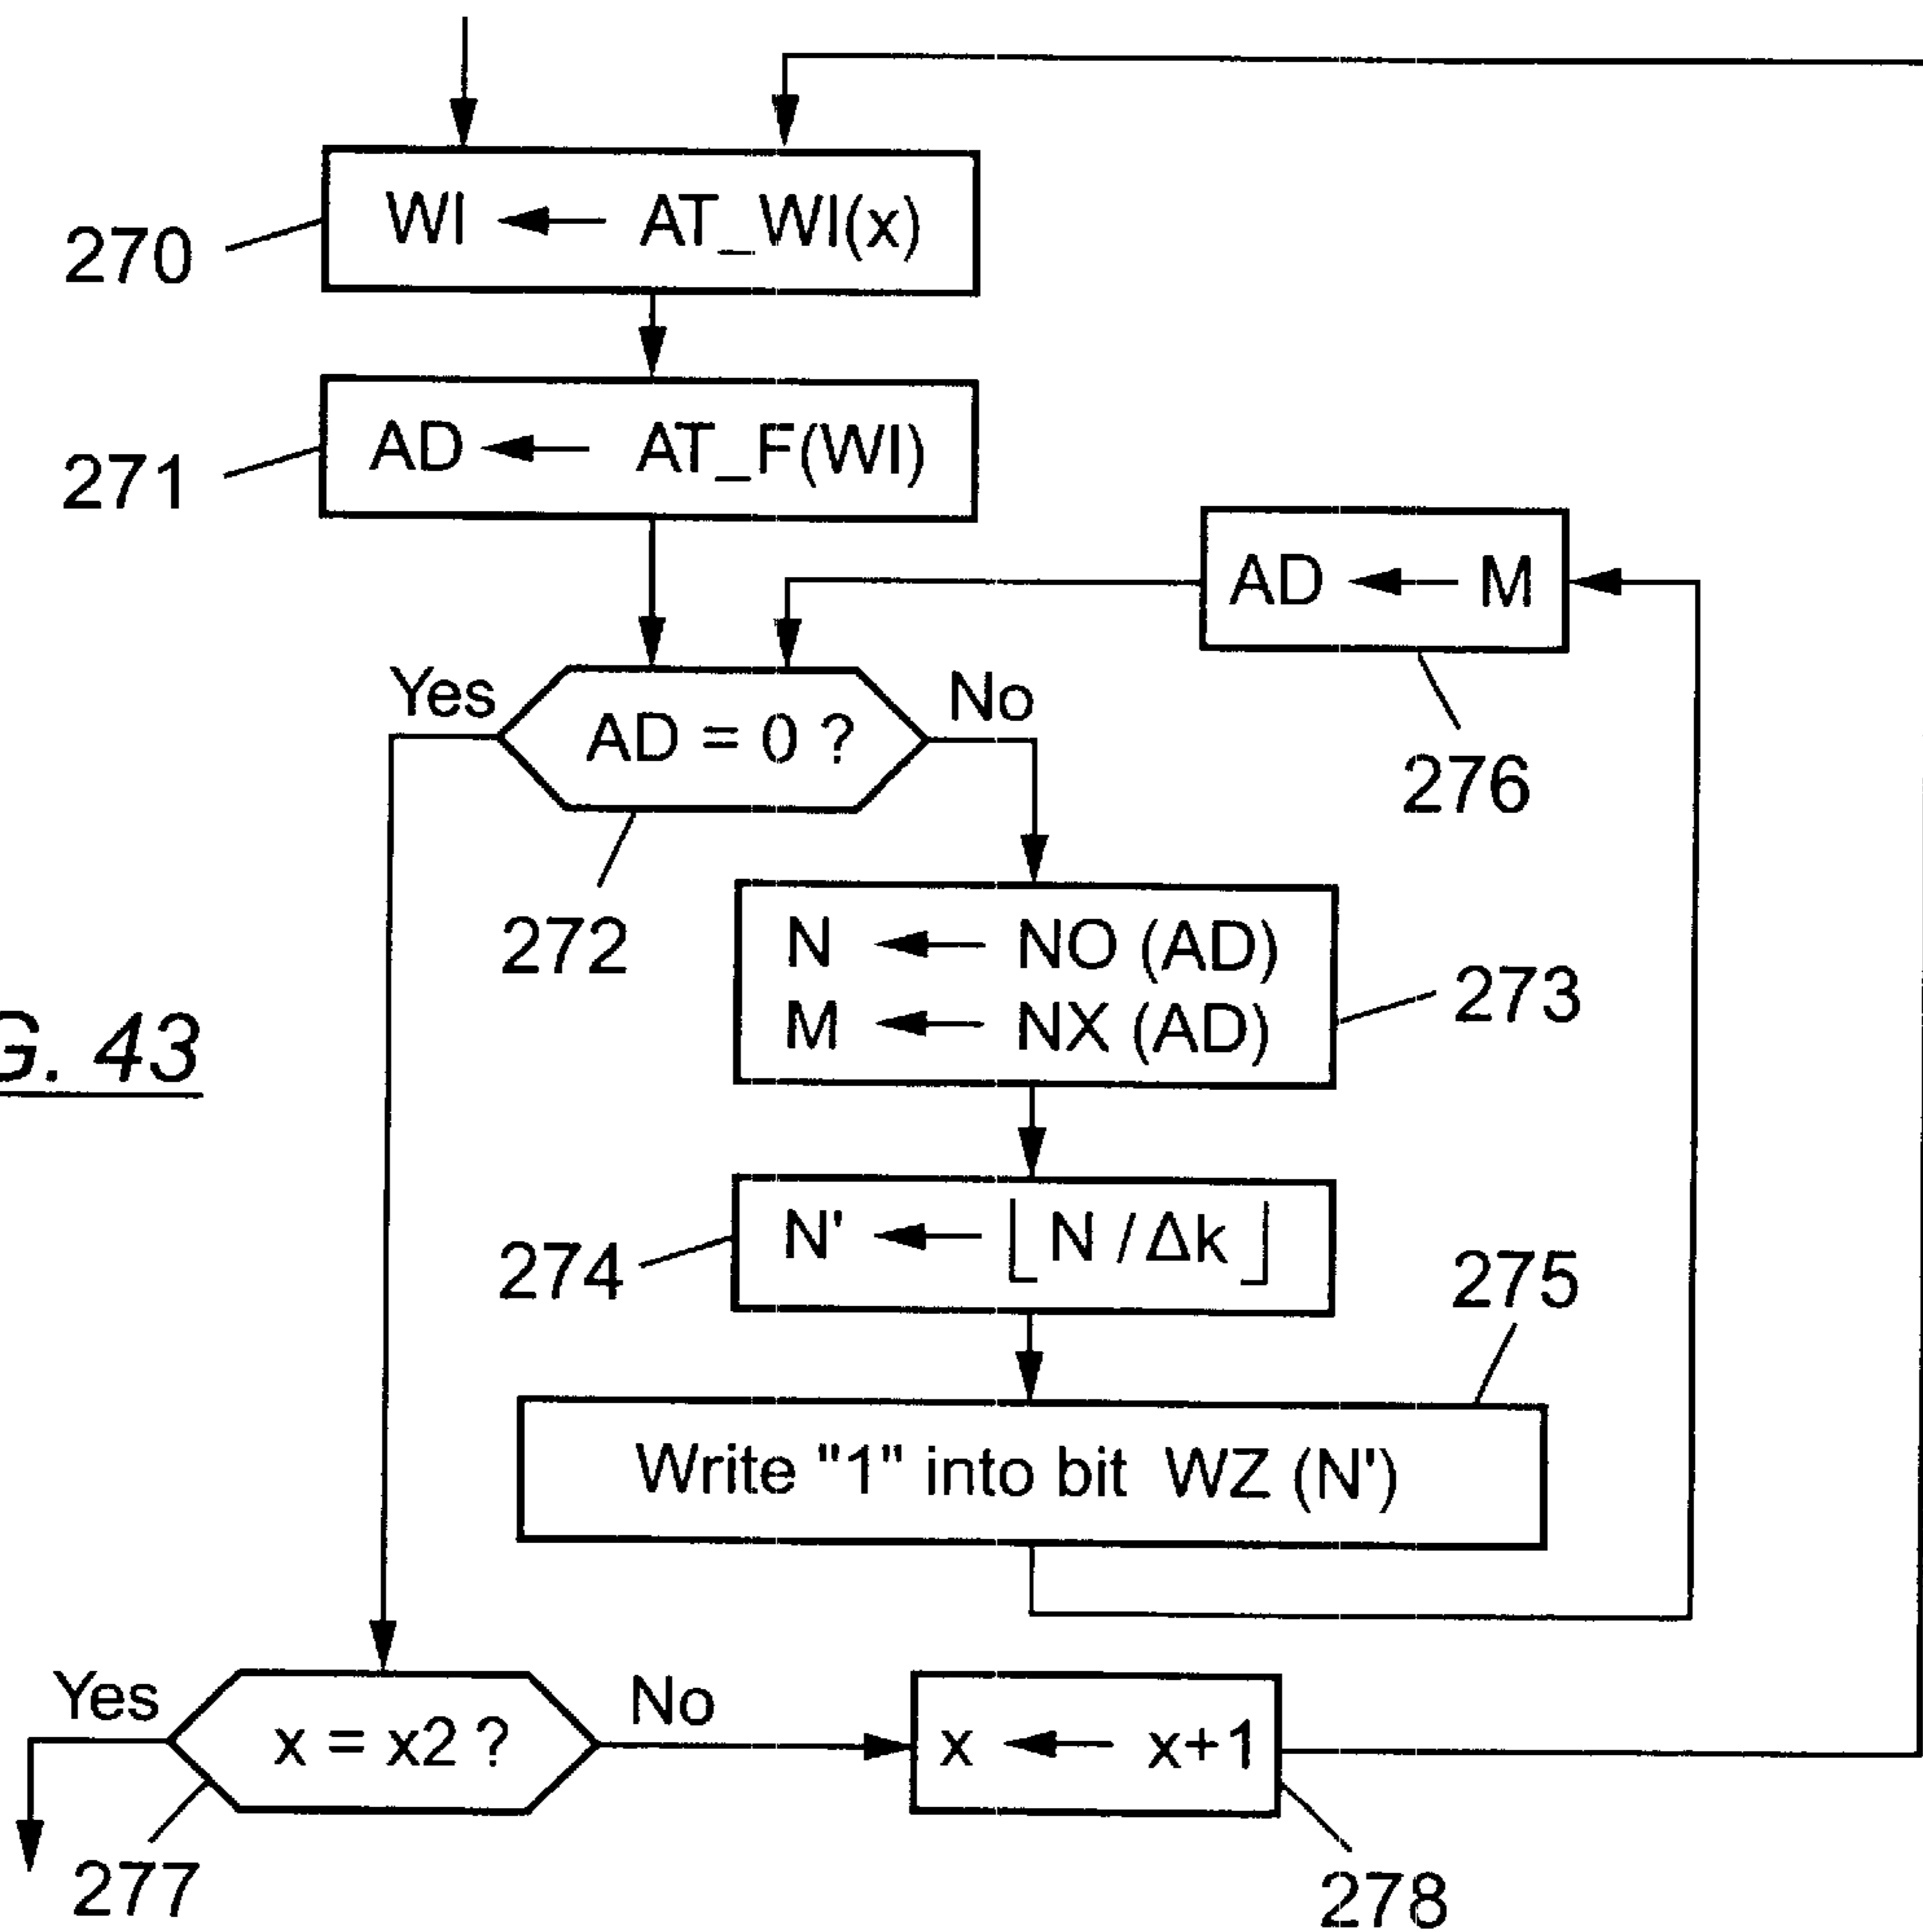 WI ← AT_WI(x)
270
AD ← AT_F(WI)
271
AD ← M
Yes
No
AD = 0 ?
276
272
N ← NO (AD)
M ← NX (AD)
273
G. 43
N' ← ⌊ N / Δk ⌋
274
275
Write "1" into bit WZ (N')
Yes
No
x = x2 ?
x ← x+1
277
278